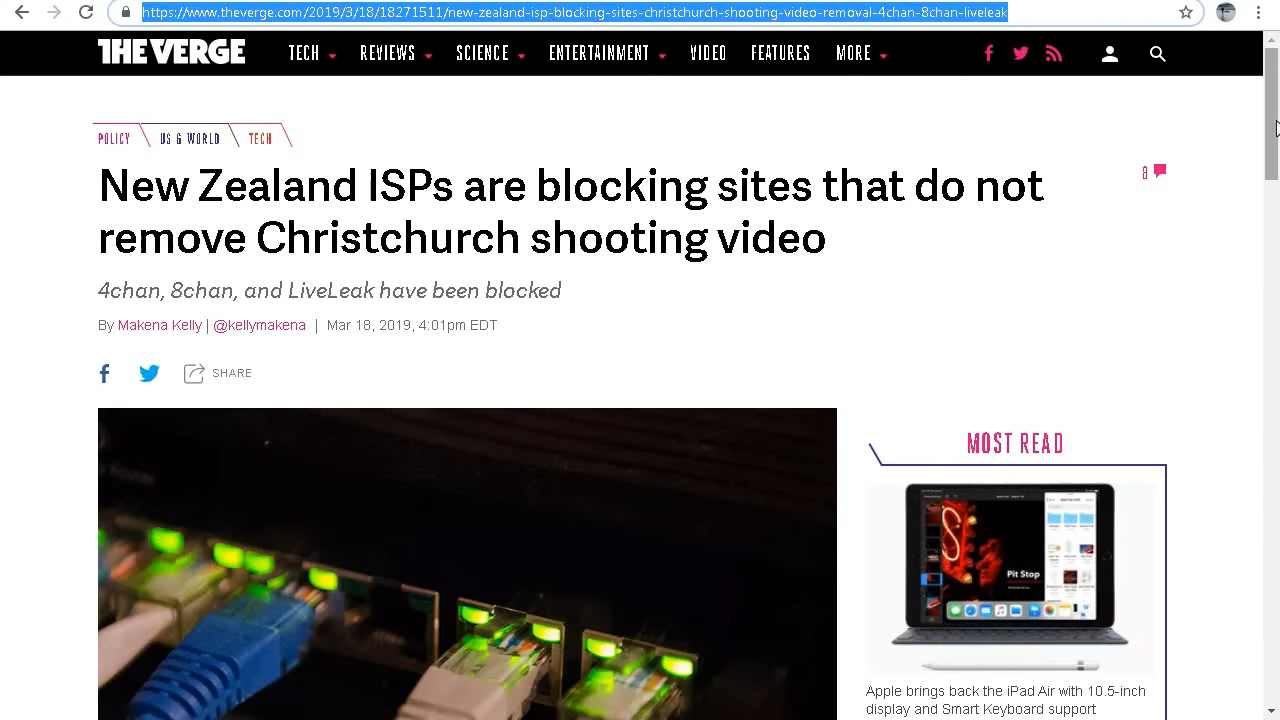 https://www.theverge.com/2019/3/18/18271511/new-zealand-isp-blocking-sites-christchurch-shooting-video-removal-4chan-8chan-liveleak
THE VERGE TECH REVIEWS SCIENCE ENTERTAINMENT VIDEO FEATURES MORE
POLICY US & WORLD TECH
New Zealand ISPs are blocking sites that do not
remove Christchurch shooting video
8
4chan, 8chan, and LiveLeak have been blocked
By Makena Kelly | @kellymakena | Mar 18, 2019, 4:01pm EDT
SHARE
MOST READ
Pit Stop
Apple brings back the iPad Air with 10.5-inch
display and Smart Keyboard support